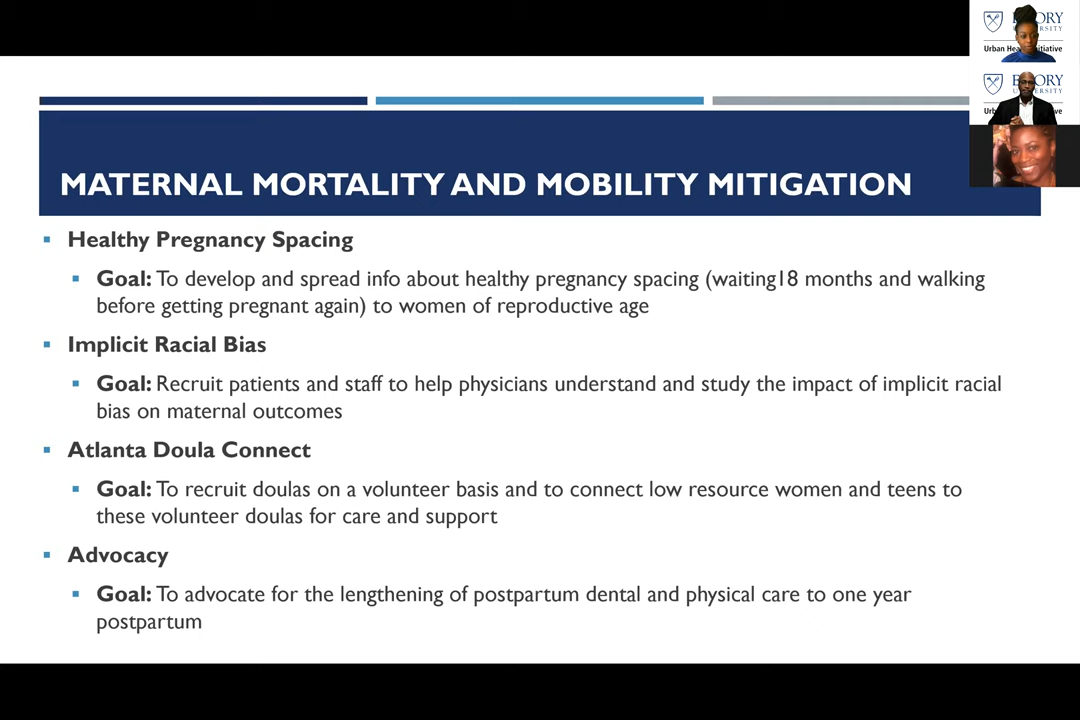 MATERNAL MORTALITY AND MOBILITY MITIGATION
Healthy Pregnancy Spacing
Goal: To develop and spread info about healthy pregnancy spacing (waiting18 months and walking
before getting pregnant again) to women of reproductive age
Implicit Racial Bias
Goal: Recruit patients and staff to help physicians understand and study the impact of implicit racial
bias on maternal outcomes
Atlanta Doula Connect
Goal: To recruit doulas on a volunteer basis and to connect low resource women and teens to
these volunteer doulas for care and support
Advocacy
Goal: To advocate for the lengthening of postpartum dental and physical care to one year
postpartum